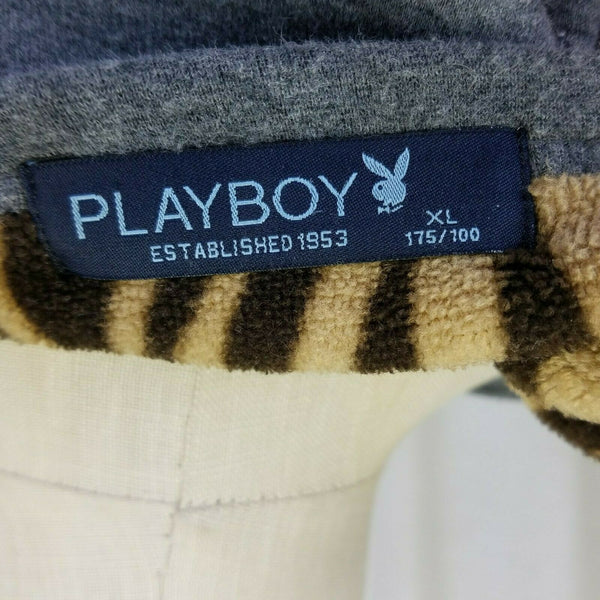 PLAYBOY
ESTABLISHED 1953
XL
175/100